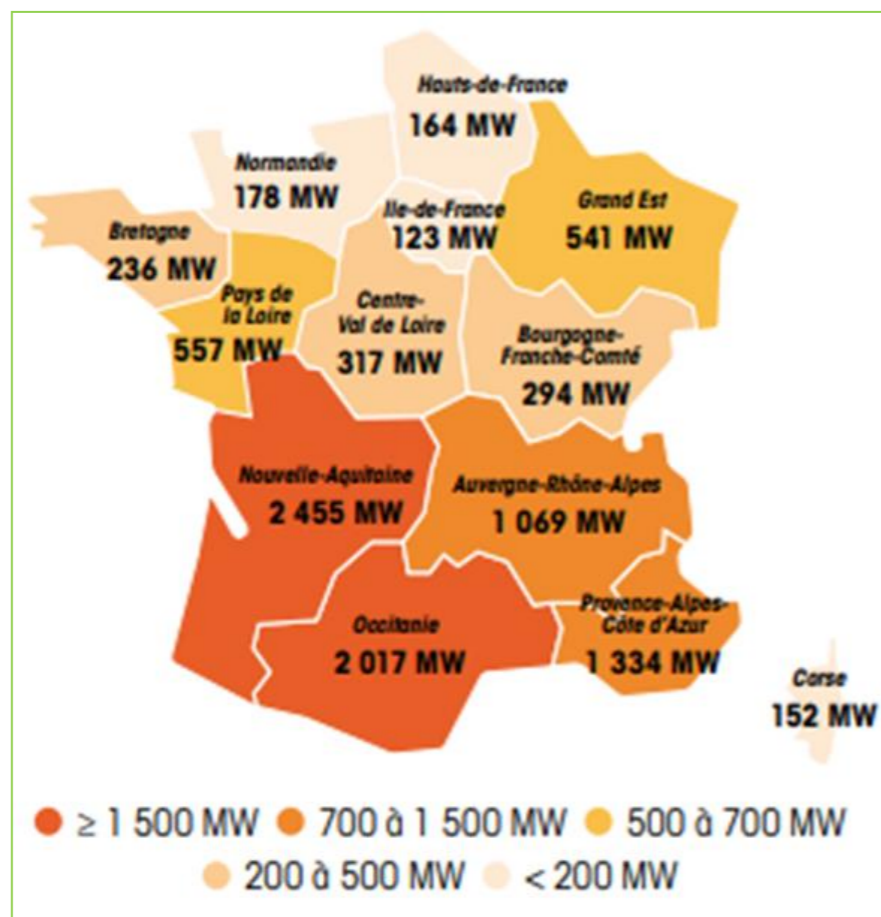 Hauts-de-France
164 MW
Normandie
178 MW
Ile-de-France
123 MW
Grand Est
541 MW
Bretagne
236 MW
Pays de
la Loire
557 MW
Centre-
Val de Loire
317 MW
Bourgogne-
Franche-Comté
294 MW
Nouvelle-Aquitaine
2 455 MW
Auvergne-Rhône-Alpes
1 069 MW
Occitanie
2 017 MW
Provence-Alpes-
Côte d'Azur
1 334 MW
Corse
152 MW
≥ 1 500 MW 700 à 1 500 MW 500 à 700 MW
200 à 500 MW < 200 MW